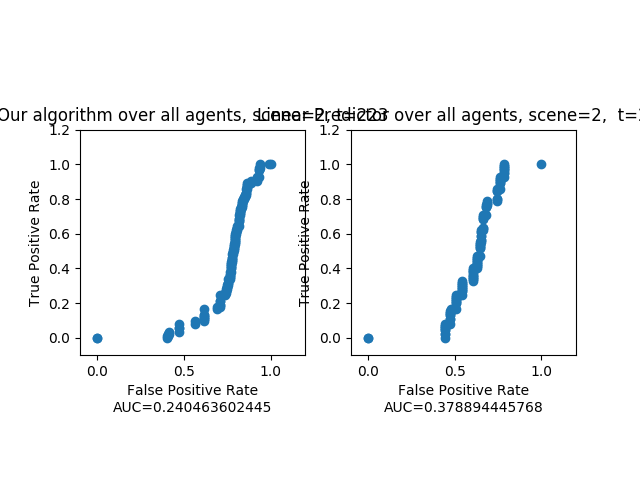 Our algorithm over all agents, scene=2, t=223
Linear Predictor over all agents, scene=2, t=
True Positive Rate
1.2
1.0
0.8
0.6
0.4
0.2
0.0
0.0 0.5 1.0
False Positive Rate
AUC=0.240463602445
True Positive Rate
1.2
1.0
0.8
0.6
0.4
0.2
0.0
0.0 0.5 1.0
False Positive Rate
AUC=0.378894445768